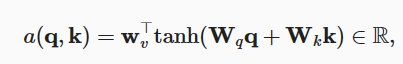 a(q, k) = w_v^⊤ tanh(W_q q + W_k k) ∈ ℝ,